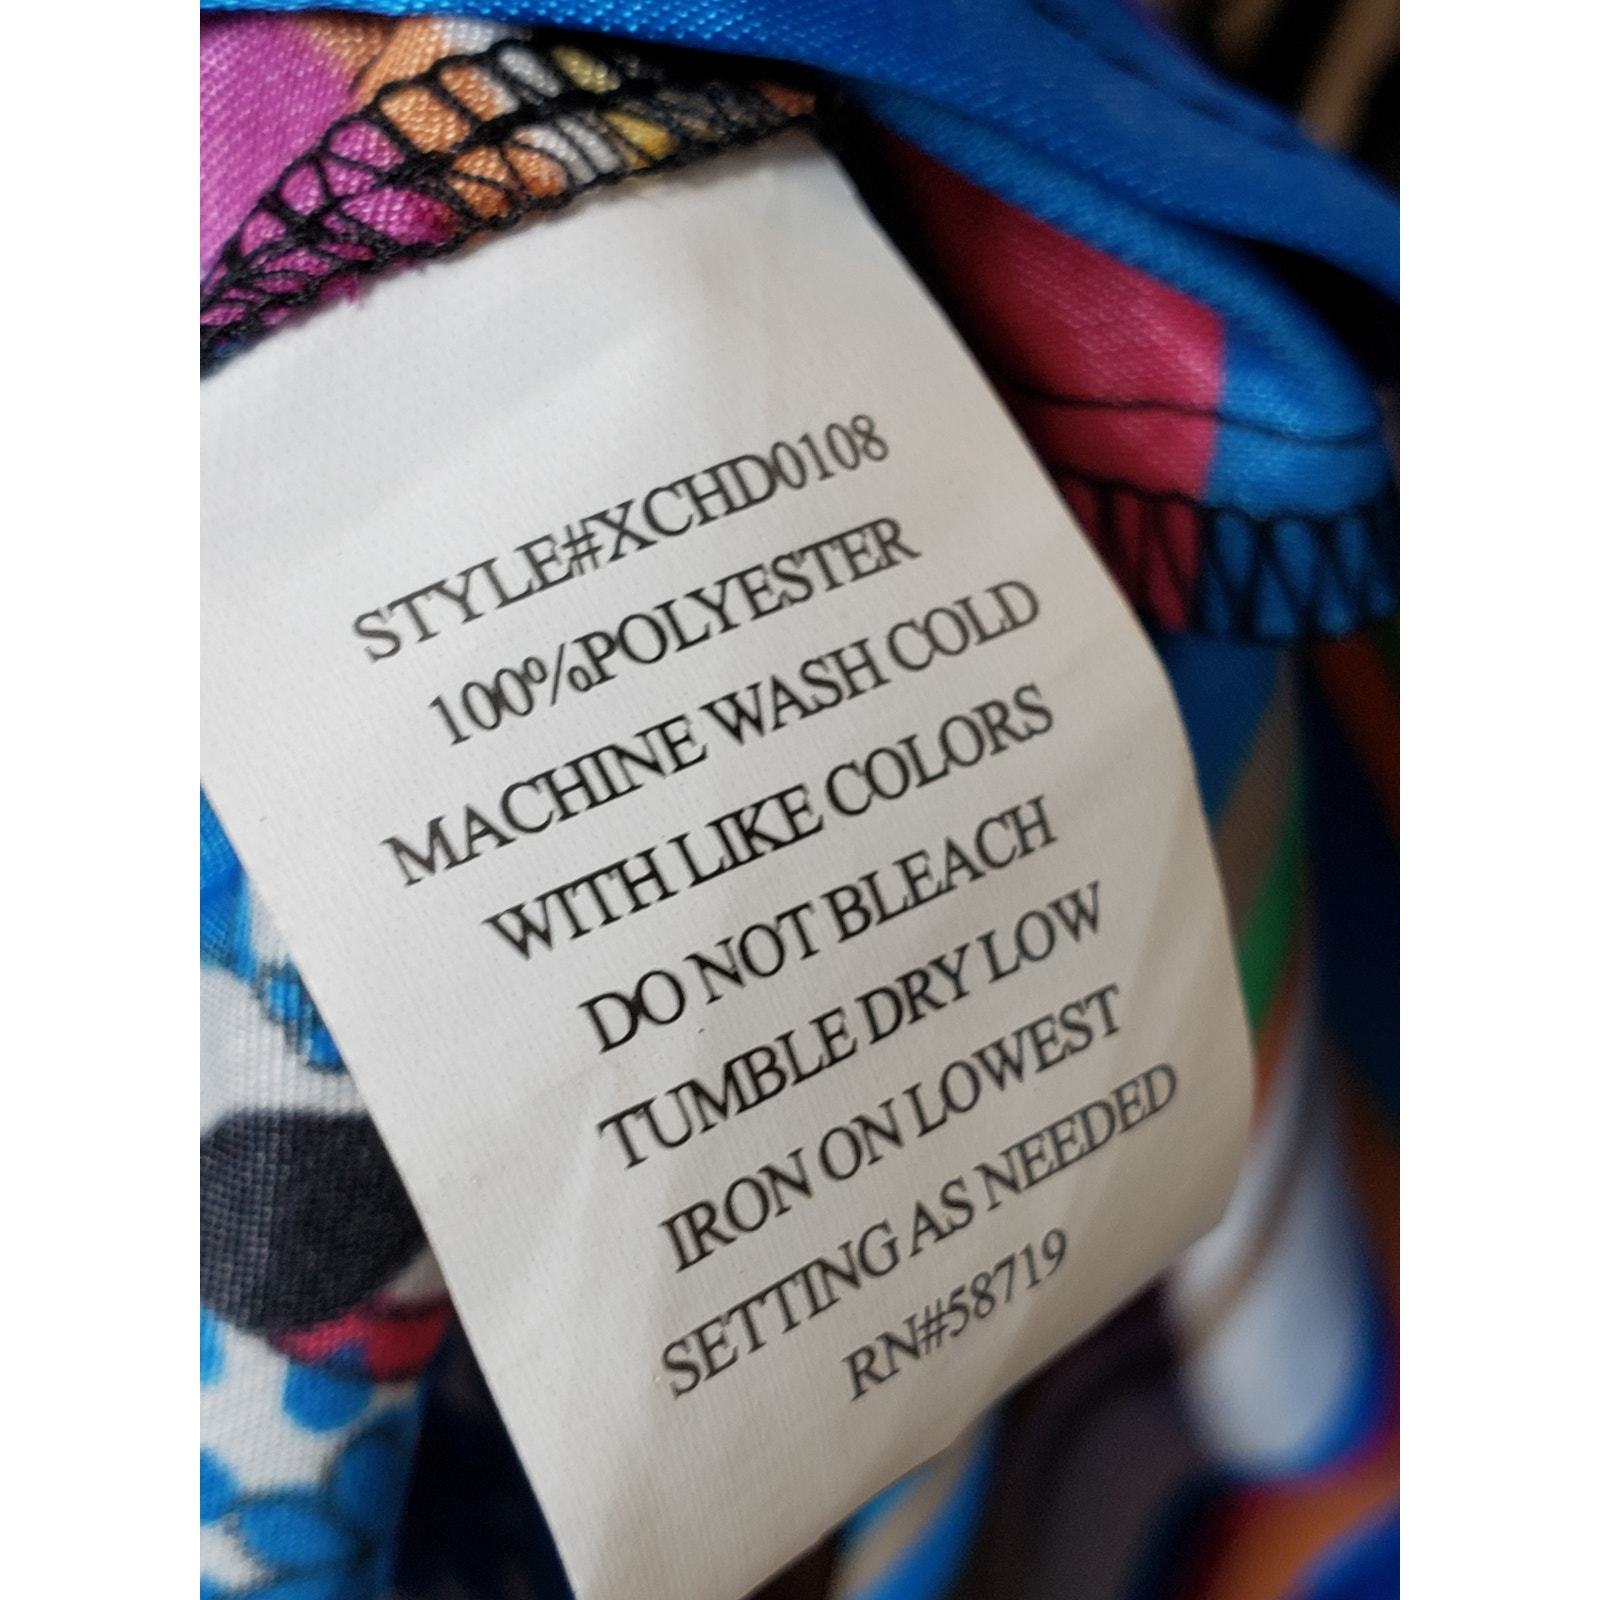 STYLE#XCHD0108
100%POLYESTER
MACHINE WASH COLD
WITH LIKE COLORS
DO NOT BLEACH
TUMBLE DRY LOW
IRON ON LOWEST
SETTING AS NEEDED
RN#58719